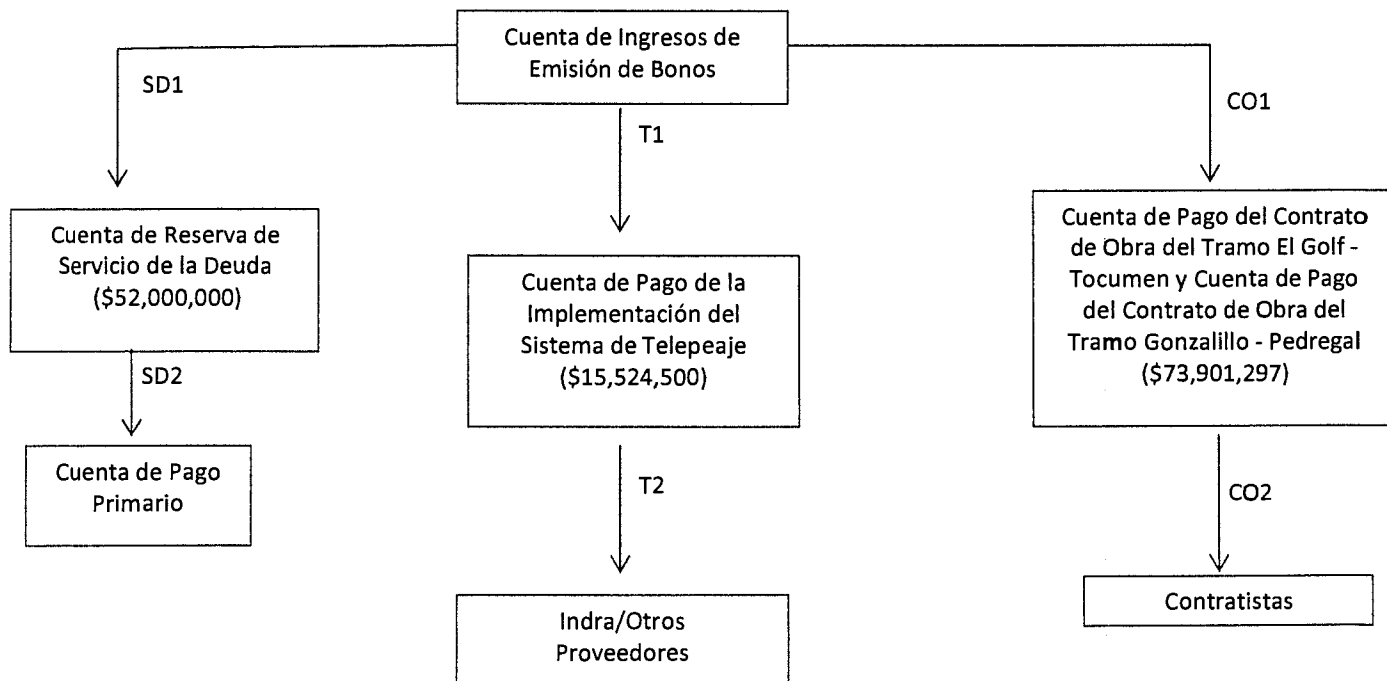 Cuenta de Ingresos de
Emisión de Bonos
SD1
T1
CO1
Cuenta de Reserva de
Servicio de la Deuda
($52,000,000)
Cuenta de Pago de la
Implementación del
Sistema de Telepeaje
($15,524,500)
Cuenta de Pago del Contrato
de Obra del Tramo El Golf -
Tocumen y Cuenta de Pago
del Contrato de Obra del
Tramo Gonzalillo - Pedregal
($73,901,297)
SD2
T2
CO2
Cuenta de Pago
Primario
Indra/Otros
Proveedores
Contratistas